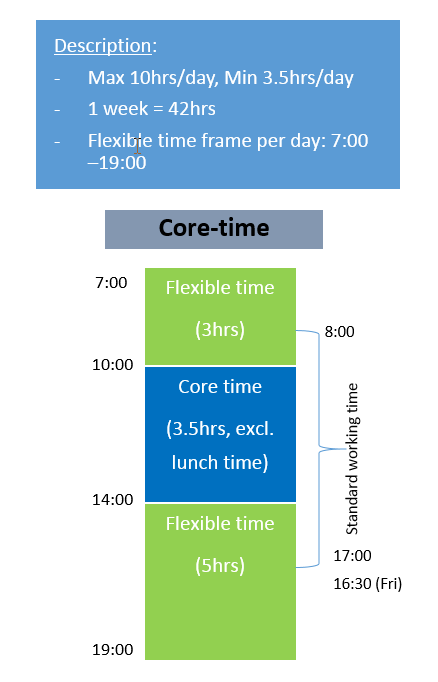 Description:
- Max 10hrs/day, Min 3.5hrs/day
- 1 week = 42hrs
- Flexible time frame per day: 7:00
–19:00
Core-time
7:00
Flexible time
(3hrs)
8:00
10:00
Core time
(3.5hrs, excl.
lunch time)
Standard working time
14:00
Flexible time
(5hrs)
17:00
16:30 (Fri)
19:00